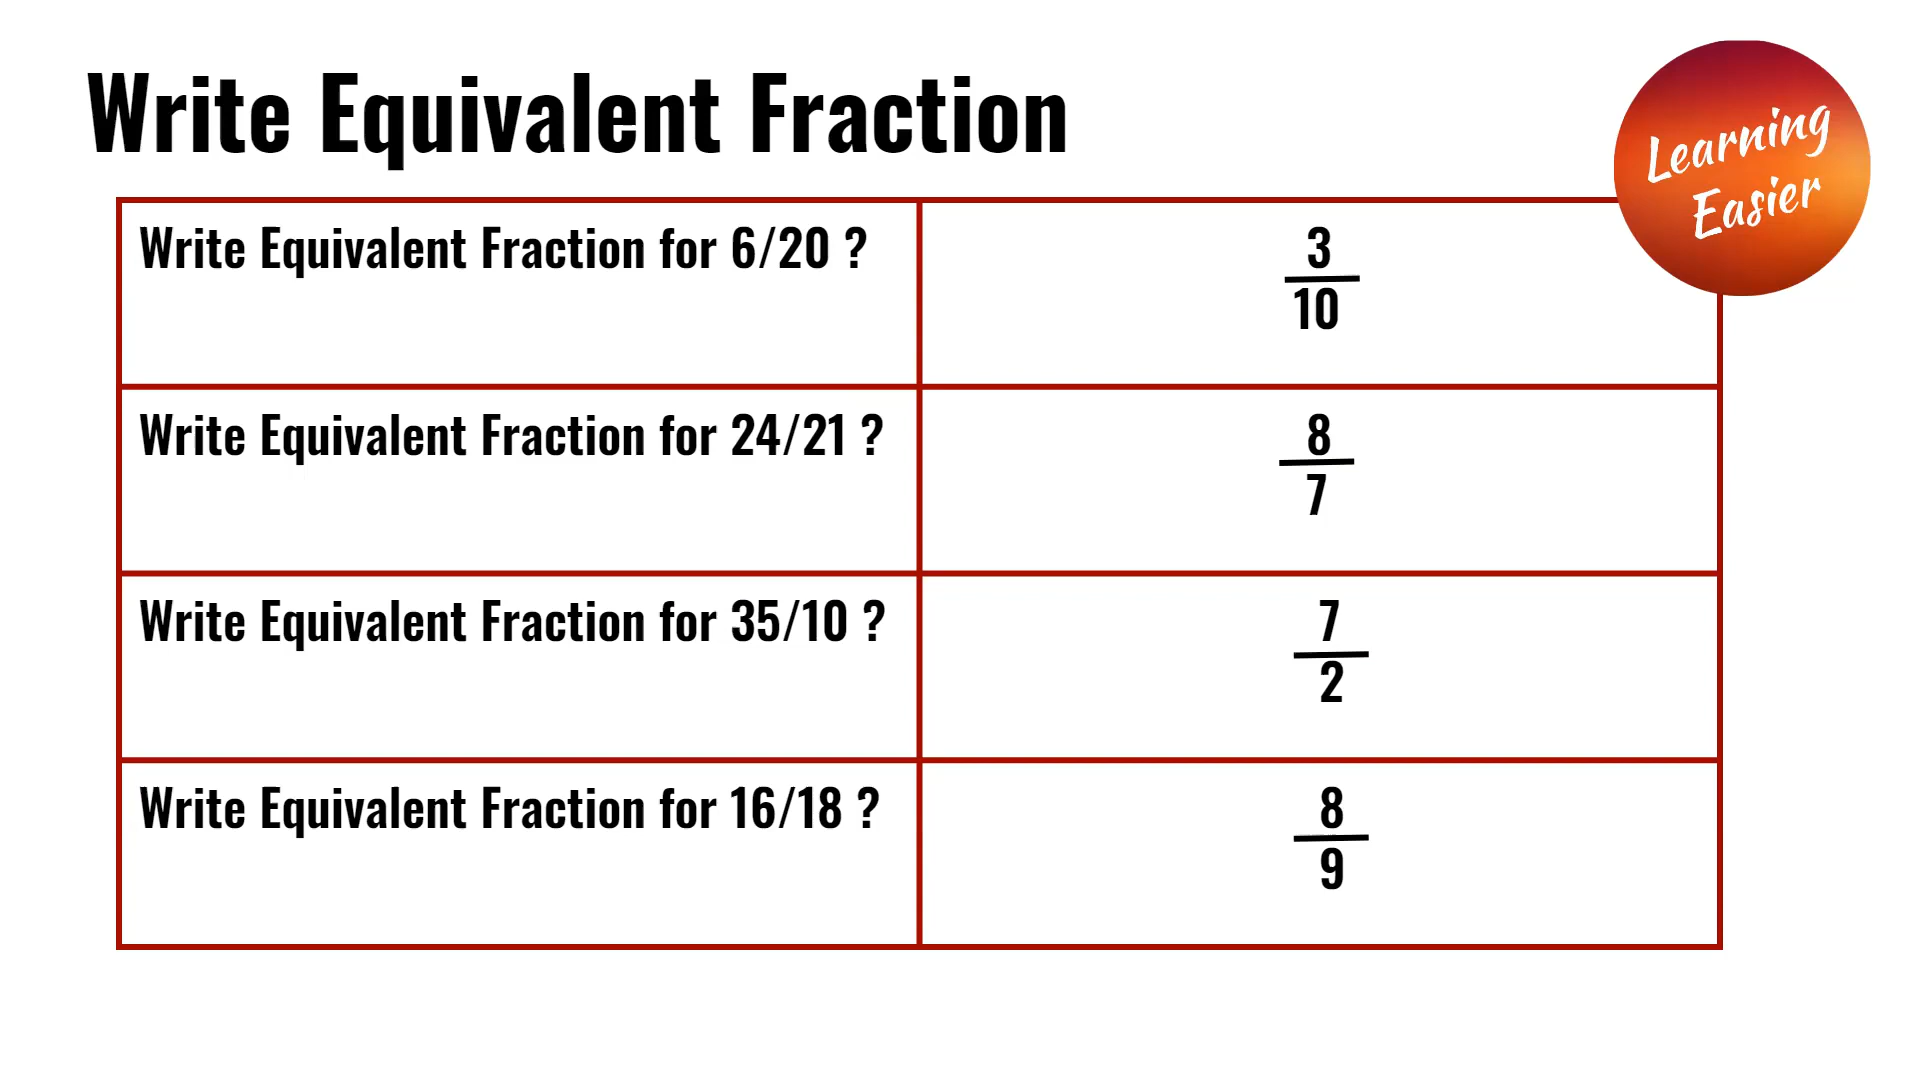 Write Equivalent Fraction
Learning
Easier
Write Equivalent Fraction for 6/20 ?
3
10
Write Equivalent Fraction for 24/21 ?
8
7
Write Equivalent Fraction for 35/10 ?
7
2
Write Equivalent Fraction for 16/18 ?
8
9